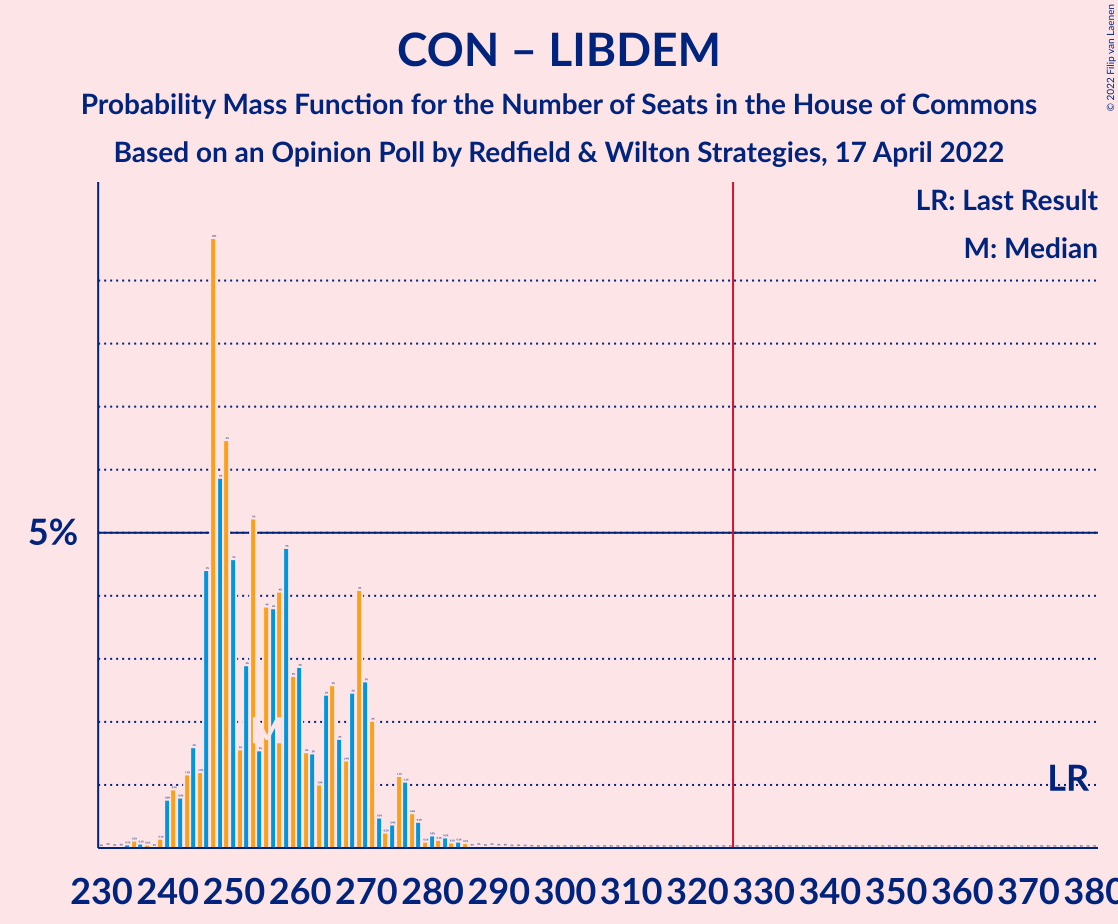 CON – LIBDEM
Probability Mass Function for the Number of Seats in the House of Commons
Based on an Opinion Poll by Redfield & Wilton Strategies, 17 April 2022
© 2022 Filip van Laenen
LR: Last Result
M: Median
5%
M
LR
230 240 250 260 270 280 290 300 310 320 330 340 350 360 370 380